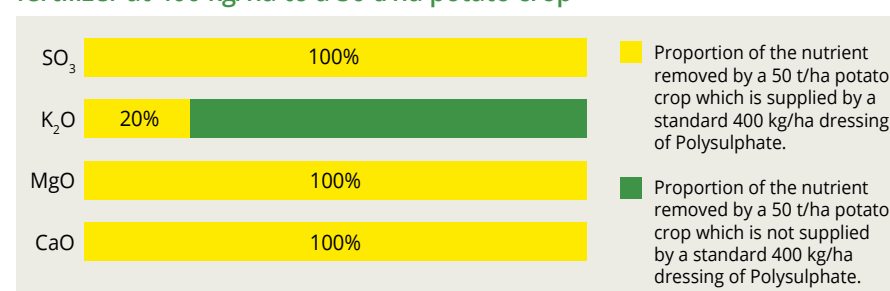 fertilizer at 400 kg/ha to a 50 t/ha potato crop
SO₃ 100%
K₂O 20%
MgO 100%
CaO 100%
Proportion of the nutrient
removed by a 50 t/ha potato
crop which is supplied by a
standard 400 kg/ha dressing
of Polysulphate.
Proportion of the nutrient
removed by a 50 t/ha potato
crop which is not supplied
by a standard 400 kg/ha
dressing of Polysulphate.